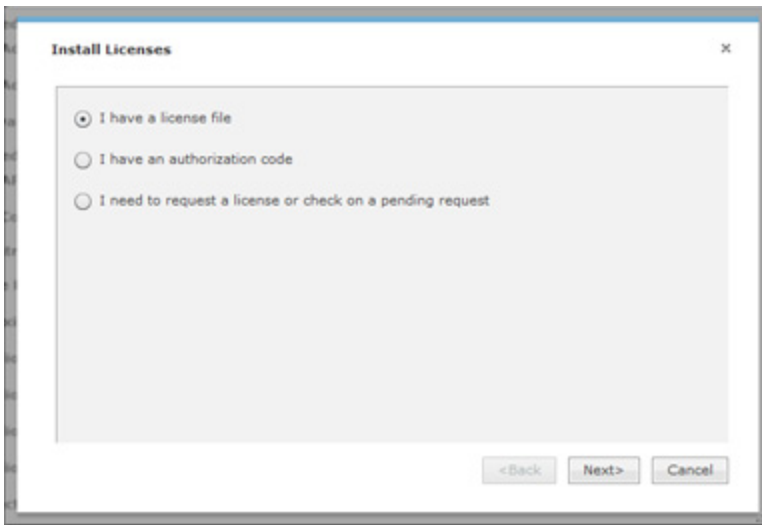 Install Licenses
×
I have a license file
I have an authorization code
I need to request a license or check on a pending request
<Back Next> Cancel